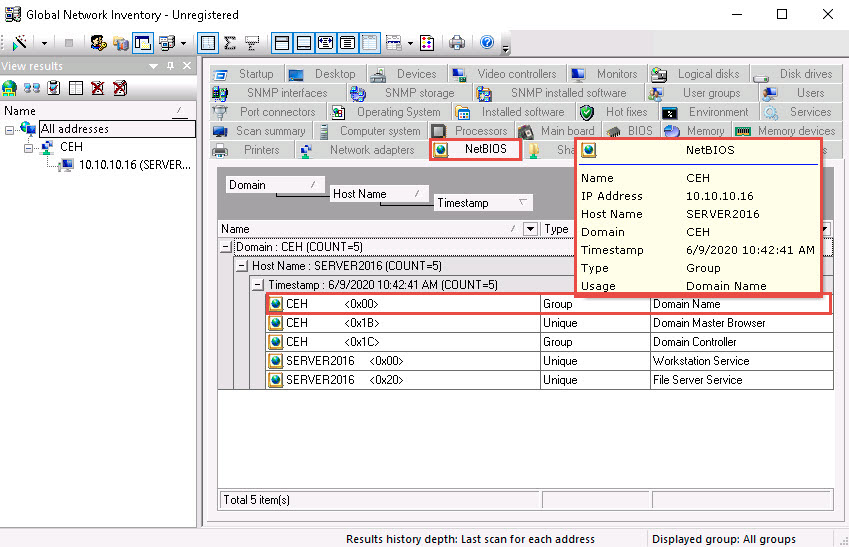 Global Network Inventory - Unregistered
View results
Name
All addresses
CEH
10.10.10.16 (SERVER...
Startup Desktop Devices Video controllers Monitors Logical disks Disk drives
SNMP interfaces SNMP storage SNMP installed software User groups Users
Port connectors Operating System Installed software Hot fixes Environment Services
Scan summary Computer system Processors Main board BIOS Memory Memory devices
Printers Network adapters NetBIOS Sha
Domain
Host Name
Timestamp
Name Type
Domain : CEH (COUNT=5)
Host Name : SERVER2016 (COUNT=5)
Timestamp : 6/9/2020 10:42:41 AM (COUNT=5)
CEH <0x00> Group Domain Name
CEH <0x1B> Unique Domain Master Browser
CEH <0x1C> Group Domain Controller
SERVER2016 <0x00> Unique Workstation Service
SERVER2016 <0x20> Unique File Server Service
NetBIOS
Name CEH
IP Address 10.10.10.16
Host Name SERVER2016
Domain CEH
Timestamp 6/9/2020 10:42:41 AM
Type Group
Usage Domain Name
Total 5 item(s)
Results history depth: Last scan for each address Displayed group: All groups